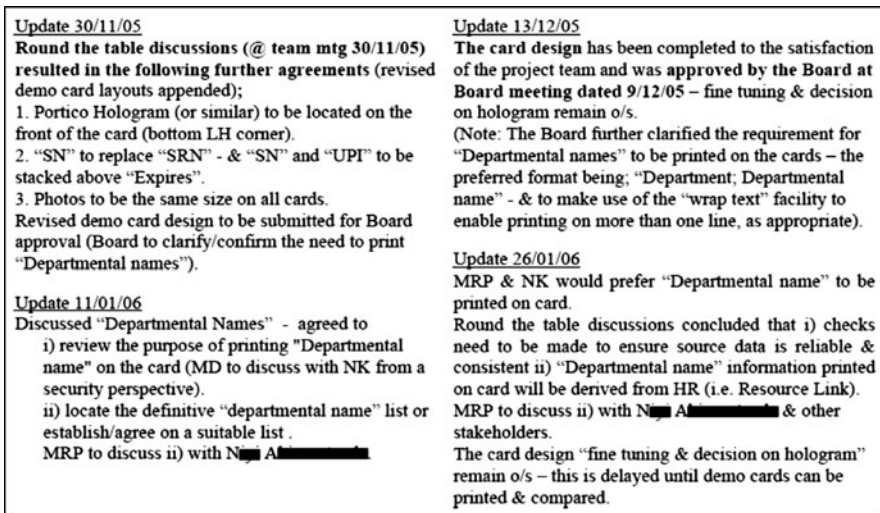 Update 30/11/05
Round the table discussions (@ team mtg 30/11/05)
resulted in the following further agreements (revised
demo card layouts appended);
1. Portico Hologram (or similar) to be located on the
front of the card (bottom LH corner).
2. “SN” to replace “SRN” - & “SN” and “UPI” to be
stacked above “Expires”.
3. Photos to be the same size on all cards.
Revised demo card design to be submitted for Board
approval (Board to clarify/confirm the need to print
“Departmental names”).
Update 11/01/06
Discussed “Departmental Names” - agreed to
i) review the purpose of printing "Departmental
name" on the card (MD to discuss with NK from a
security perspective).
ii) locate the definitive “departmental name” list or
establish/agree on a suitable list .
MRP to discuss ii) with
Update 13/12/05
The card design has been completed to the satisfaction
of the project team and was approved by the Board at
Board meeting dated 9/12/05 – fine tuning & decision
on hologram remain o/s.
(Note: The Board further clarified the requirement for
“Departmental names” to be printed on the cards – the
preferred format being; “Department; Departmental
name” - & to make use of the “wrap text” facility to
enable printing on more than one line, as appropriate).
Update 26/01/06
MRP & NK would prefer “Departmental name” to be
printed on card.
Round the table discussions concluded that i) checks
need to be made to ensure source data is reliable &
consistent ii) “Departmental name” information printed
on card will be derived from HR (i.e. Resource Link).
MRP to discuss ii) with & other
stakeholders.
The card design “fine tuning & decision on hologram”
remain o/s – this is delayed until demo cards can be
printed & compared.